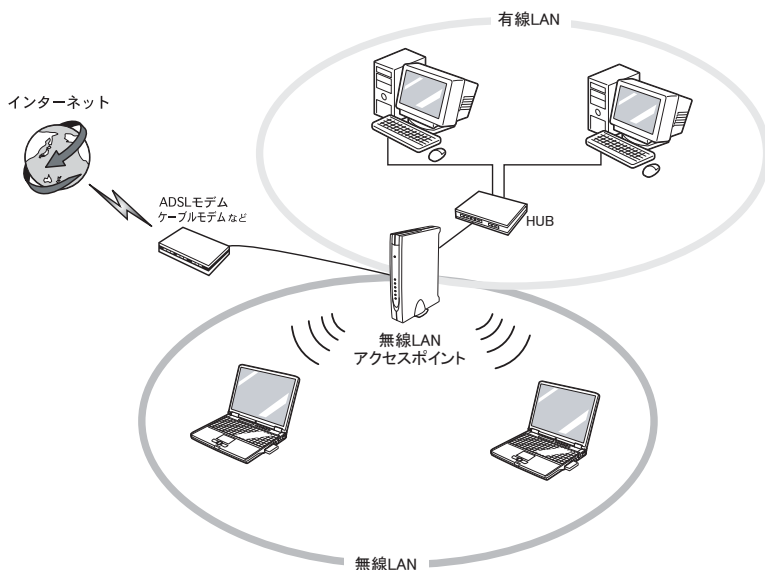 有線LAN
インターネット
ADSLモデム
ケーブルモデムなど
HUB
無線LAN
アクセスポイント
無線LAN